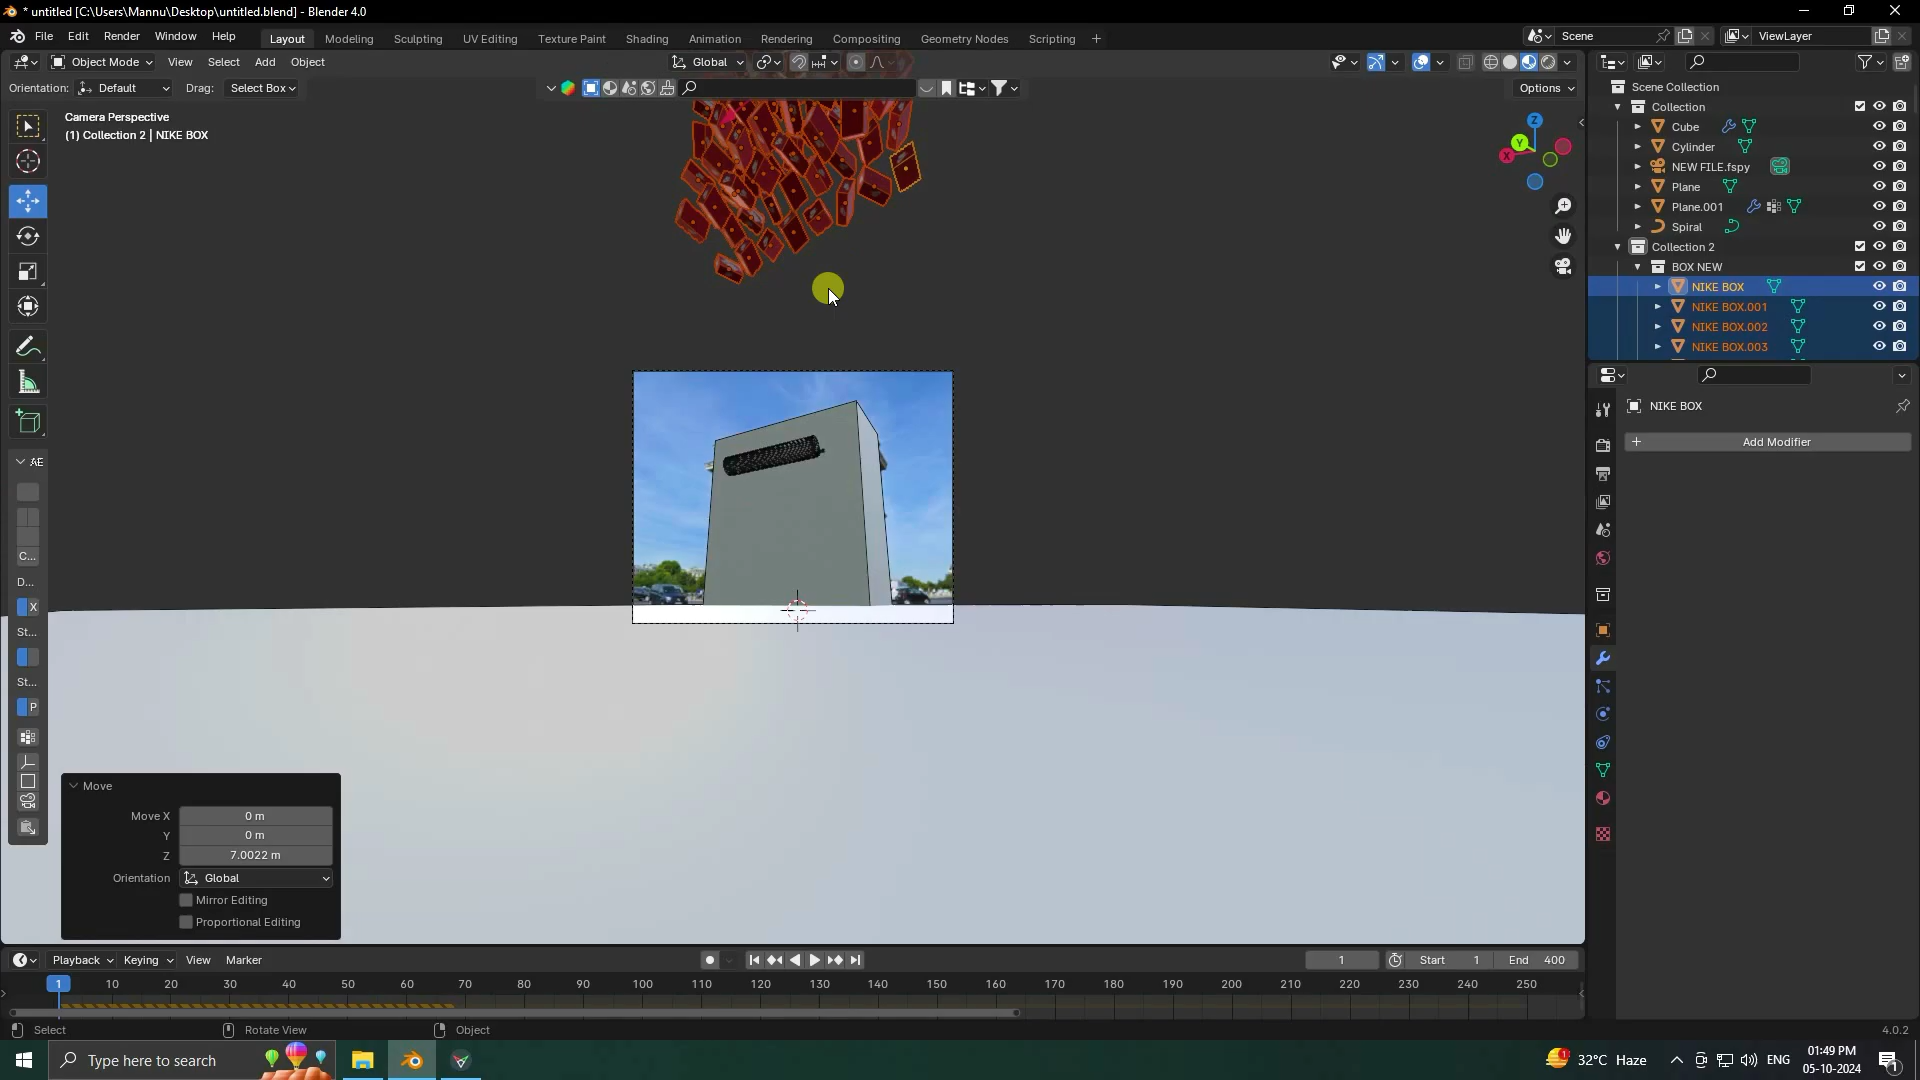 * untitled [C:\Users\Mannu\Desktop\untitled.blend] - Blender 4.0
File Edit Render Window Help
Layout Modeling Sculpting UV Editing Texture Paint Shading Animation Rendering Compositing Geometry Nodes Scripting +
Scene
ViewLayer
Object Mode View Select Add Object
Global
Orientation: Default Drag: Select Box
Options
Camera Perspective
(1) Collection 2 | NIKE BOX
Z
Y
X
AE
C...
D...
X
St...
St...
P
Scene Collection
Collection
Cube
Cylinder
NEW FILE.fspy
Plane
Plane.001
Spiral
Collection 2
BOX NEW
NIKE BOX
NIKE BOX.001
NIKE BOX.002
NIKE BOX.003
NIKE BOX
+ Add Modifier
Move
Move X 0 m
Y 0 m
Z 7.0022 m
Orientation Global
Mirror Editing
Proportional Editing
Playback Keying View Marker
1 Start 1 End 400
1 10 20 30 40 50 60 70 80 90 100 110 120 130 140 150 160 170 180 190 200 210 220 230 240 250
Select Rotate View Object
4.0.2
Type here to search
32°C Haze
ENG
01:49 PM
05-10-2024
1